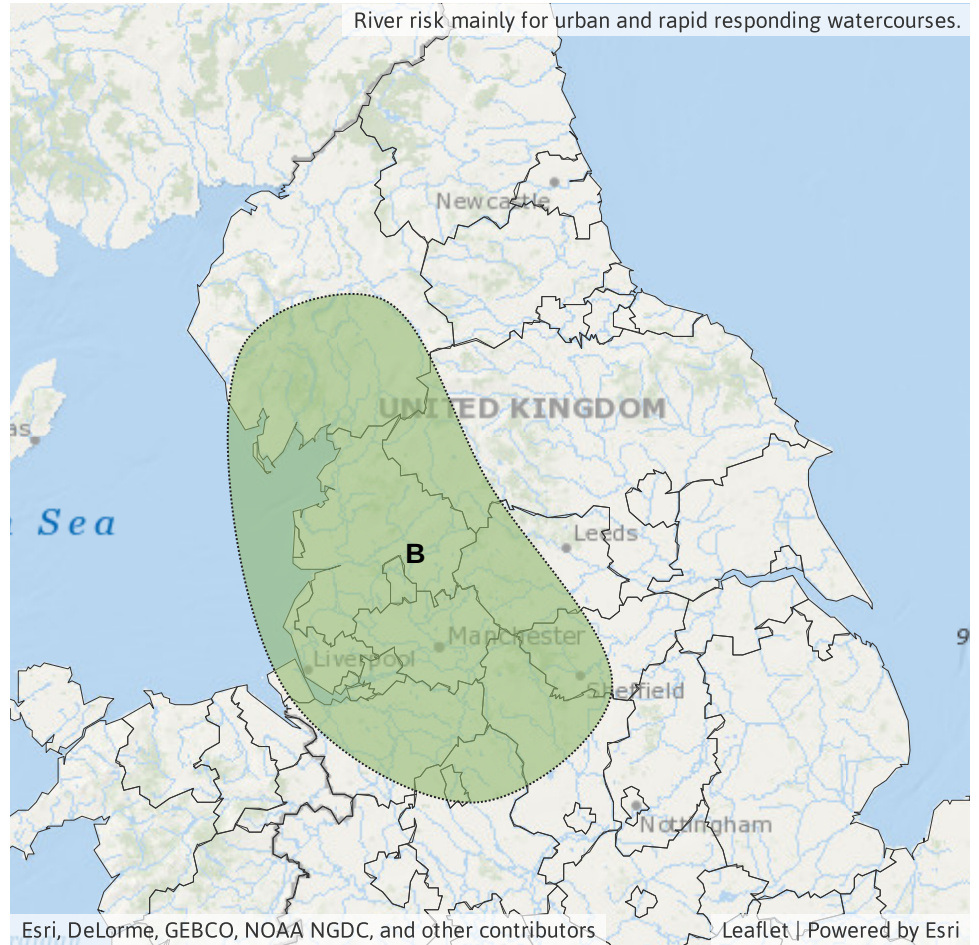 River risk mainly for urban and rapid responding watercourses.
Newcastle
UNITED KINGDOM
as
Sea
Leeds
B
Manchester
Liverpool
Sheffield
Nottingham
Esri, DeLorme, GEBCO, NOAA NGDC, and other contributors
Leaflet | Powered by Esri